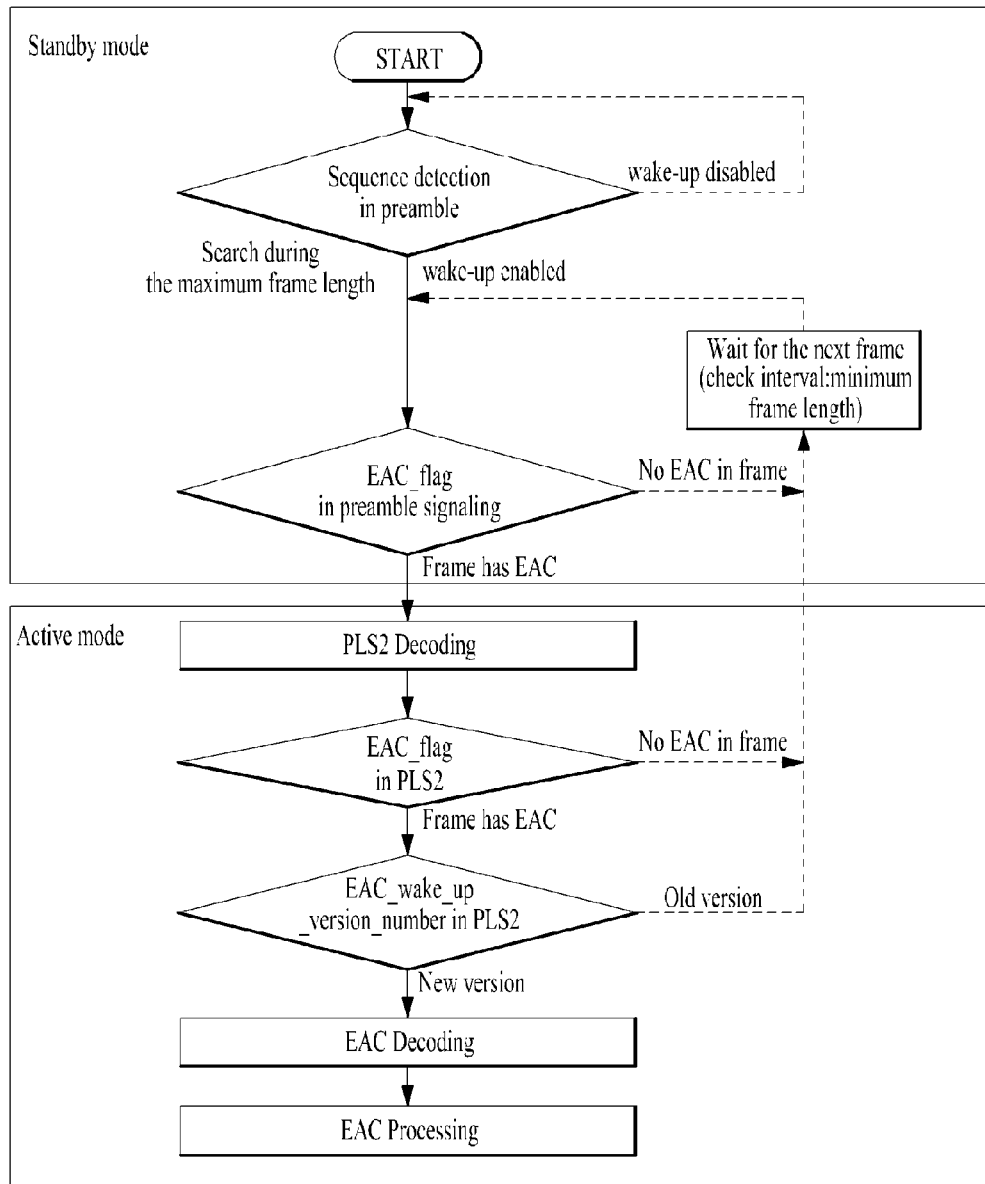 Standby mode
START
Sequence detection
in preamble
wake-up disabled
Search during
the maximum frame length
wake-up enabled
Wait for the next frame
(check interval:minimum
frame length)
EAC_flag
in preamble signaling
No EAC in frame
Frame has EAC
Active mode
PLS2 Decoding
EAC_flag
in PLS2
No EAC in frame
Frame has EAC
EAC_wake_up
_version_number in PLS2
Old version
New version
EAC Decoding
EAC Processing